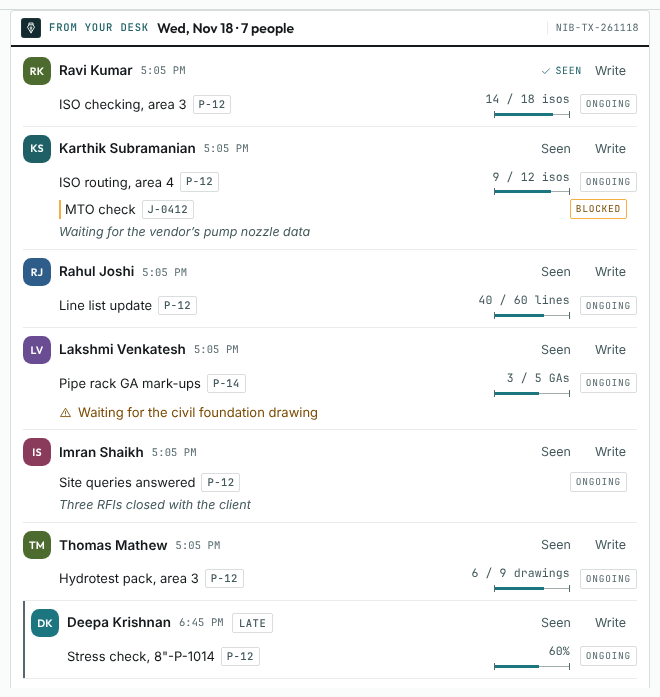 FROM YOUR DESK Wed, Nov 18 · 7 people NIB-TX-261118
RK Ravi Kumar 5:05 PM ✓ SEEN Write
ISO checking, area 3 P-12 14 / 18 isos ONGOING
KS Karthik Subramanian 5:05 PM Seen Write
ISO routing, area 4 P-12 9 / 12 isos ONGOING
MTO check J-0412 BLOCKED
Waiting for the vendor’s pump nozzle data
RJ Rahul Joshi 5:05 PM Seen Write
Line list update P-12 40 / 60 lines ONGOING
LV Lakshmi Venkatesh 5:05 PM Seen Write
Pipe rack GA mark-ups P-14 3 / 5 GAs ONGOING
⚠ Waiting for the civil foundation drawing
IS Imran Shaikh 5:05 PM Seen Write
Site queries answered P-12 ONGOING
Three RFIs closed with the client
TM Thomas Mathew 5:05 PM Seen Write
Hydrotest pack, area 3 P-12 6 / 9 drawings ONGOING
DK Deepa Krishnan 6:45 PM LATE Seen Write
Stress check, 8"-P-1014 P-12 60% ONGOING